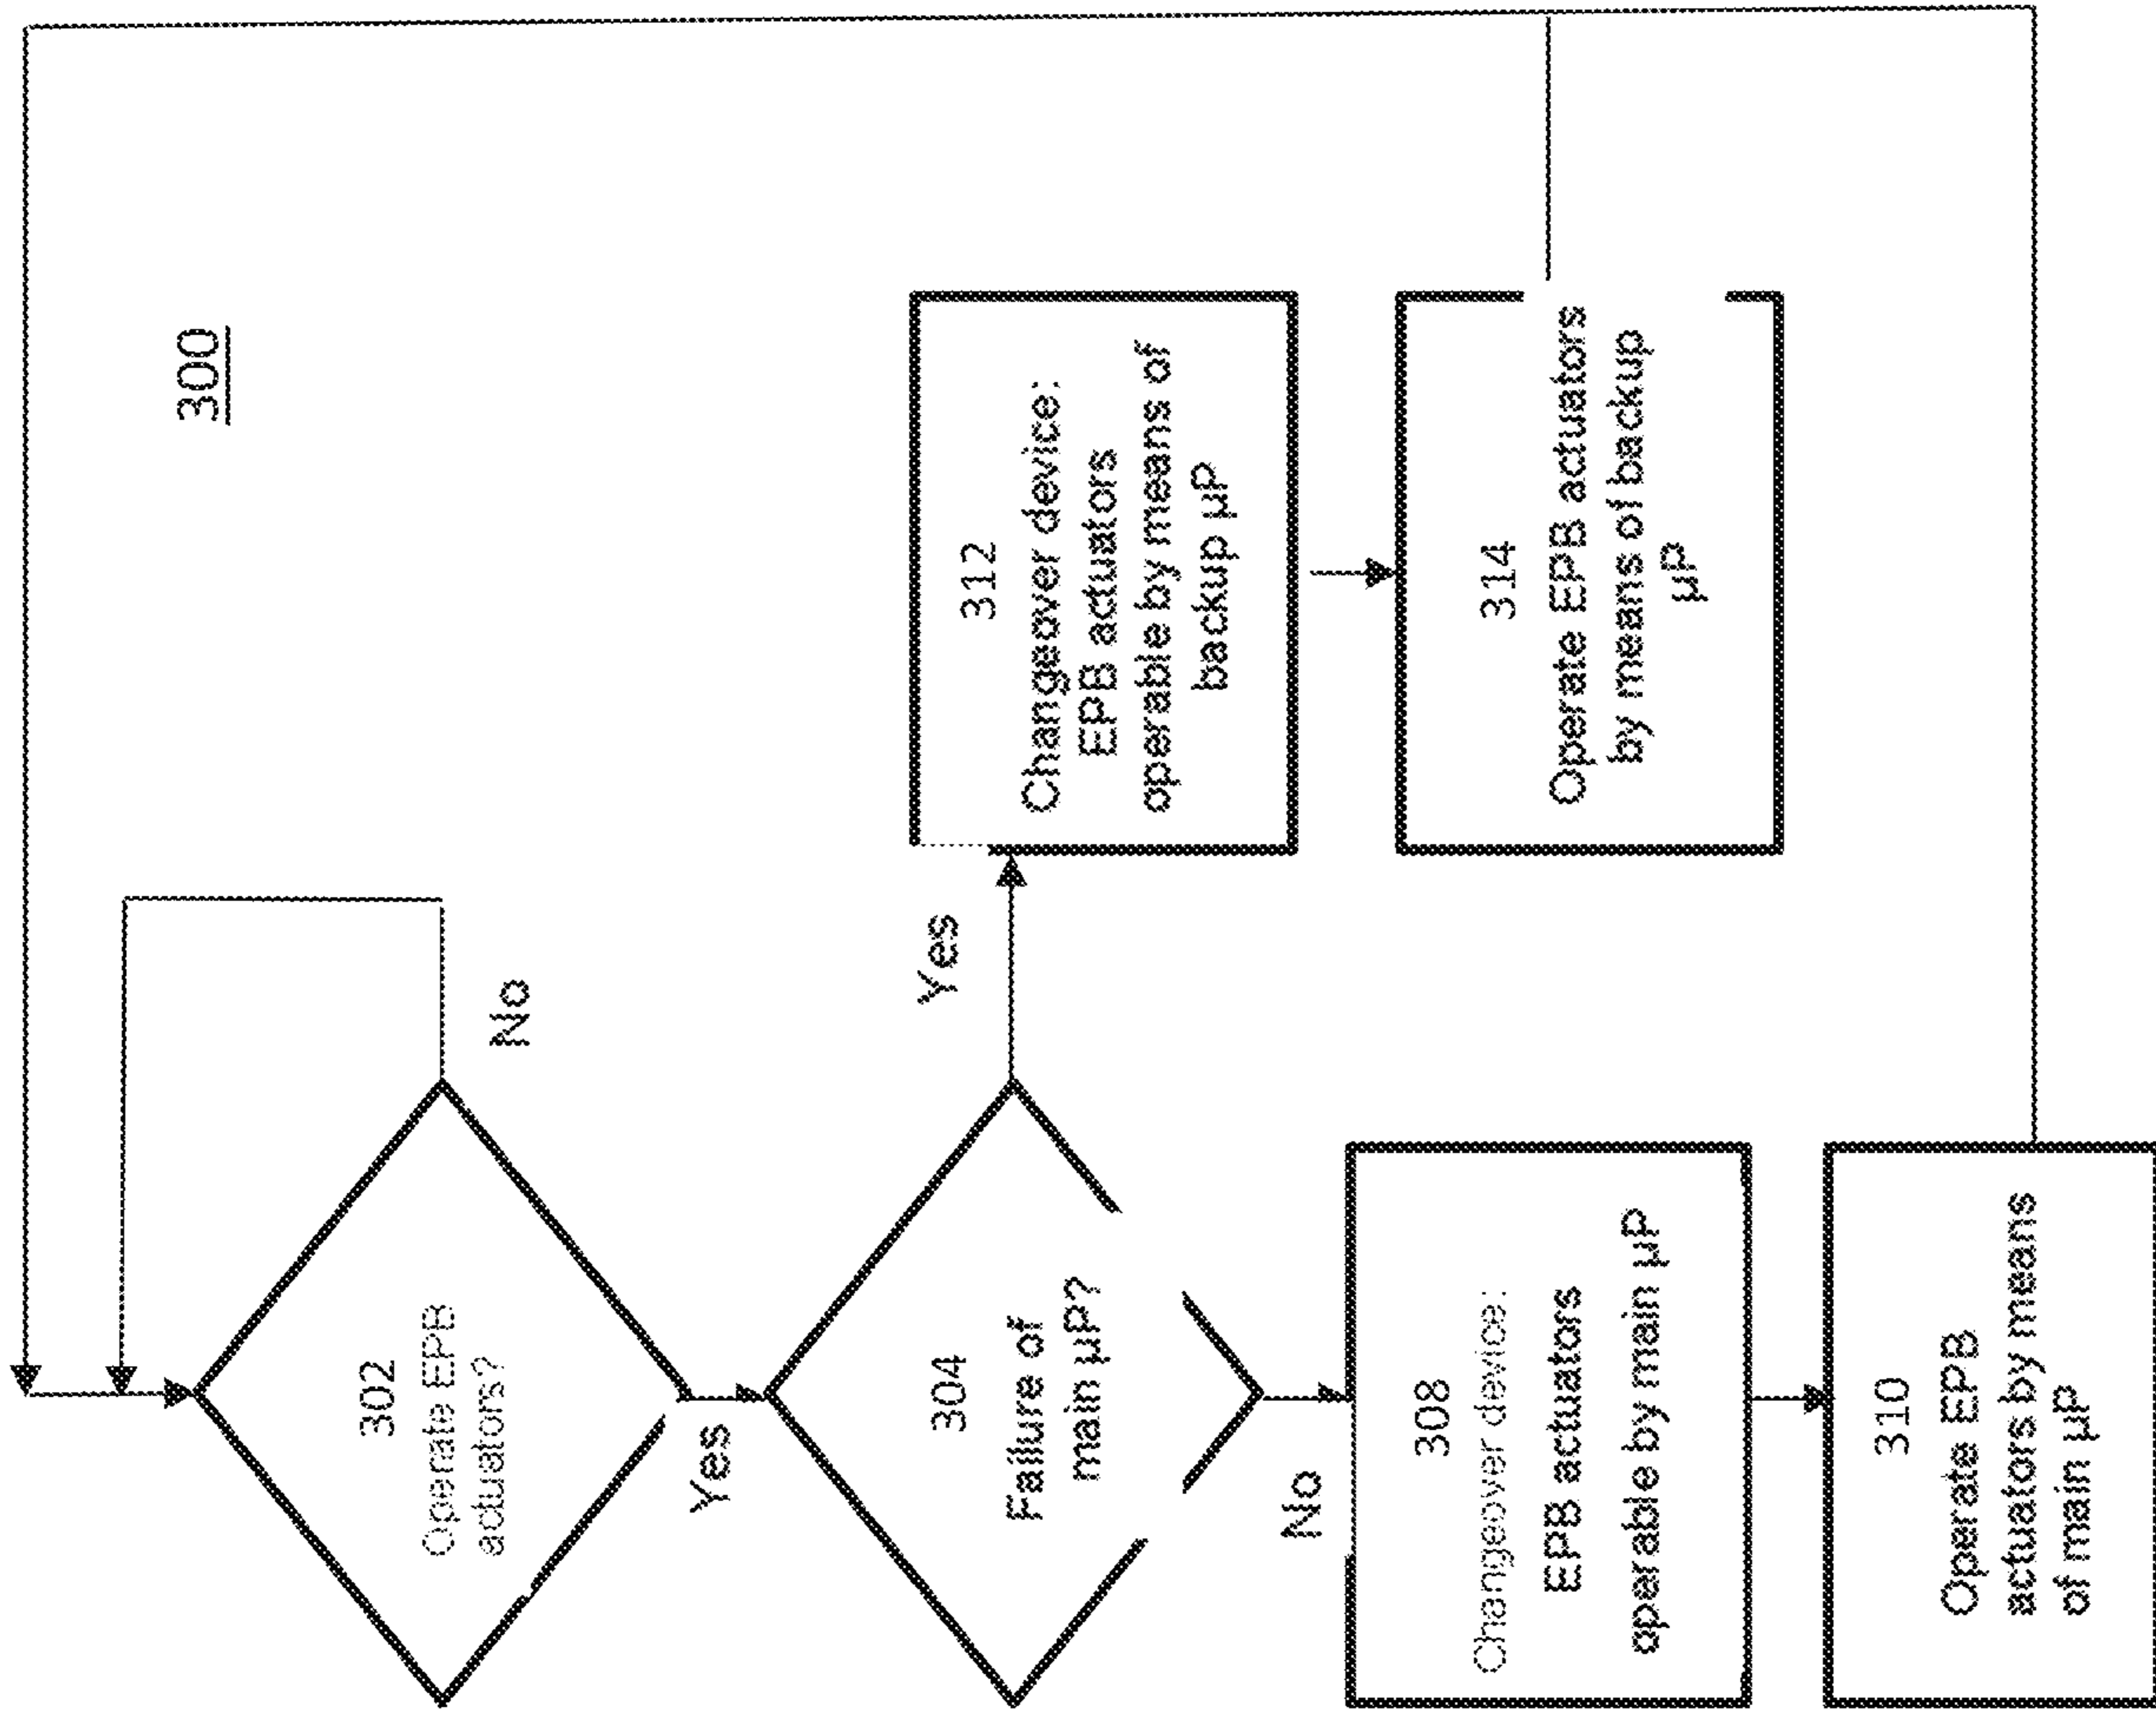 300
302
Operate EPB
actuators?
No
Yes
304
Failure of
main µP?
Yes
No
312
Changeover device:
EPB actuators
operable by means of
backup µP
314
Operate EPB actuators
by means of backup
µP
308
Changeover device:
EPB actuators
operable by main µP
310
Operate EPB
actuators by means
of main µP